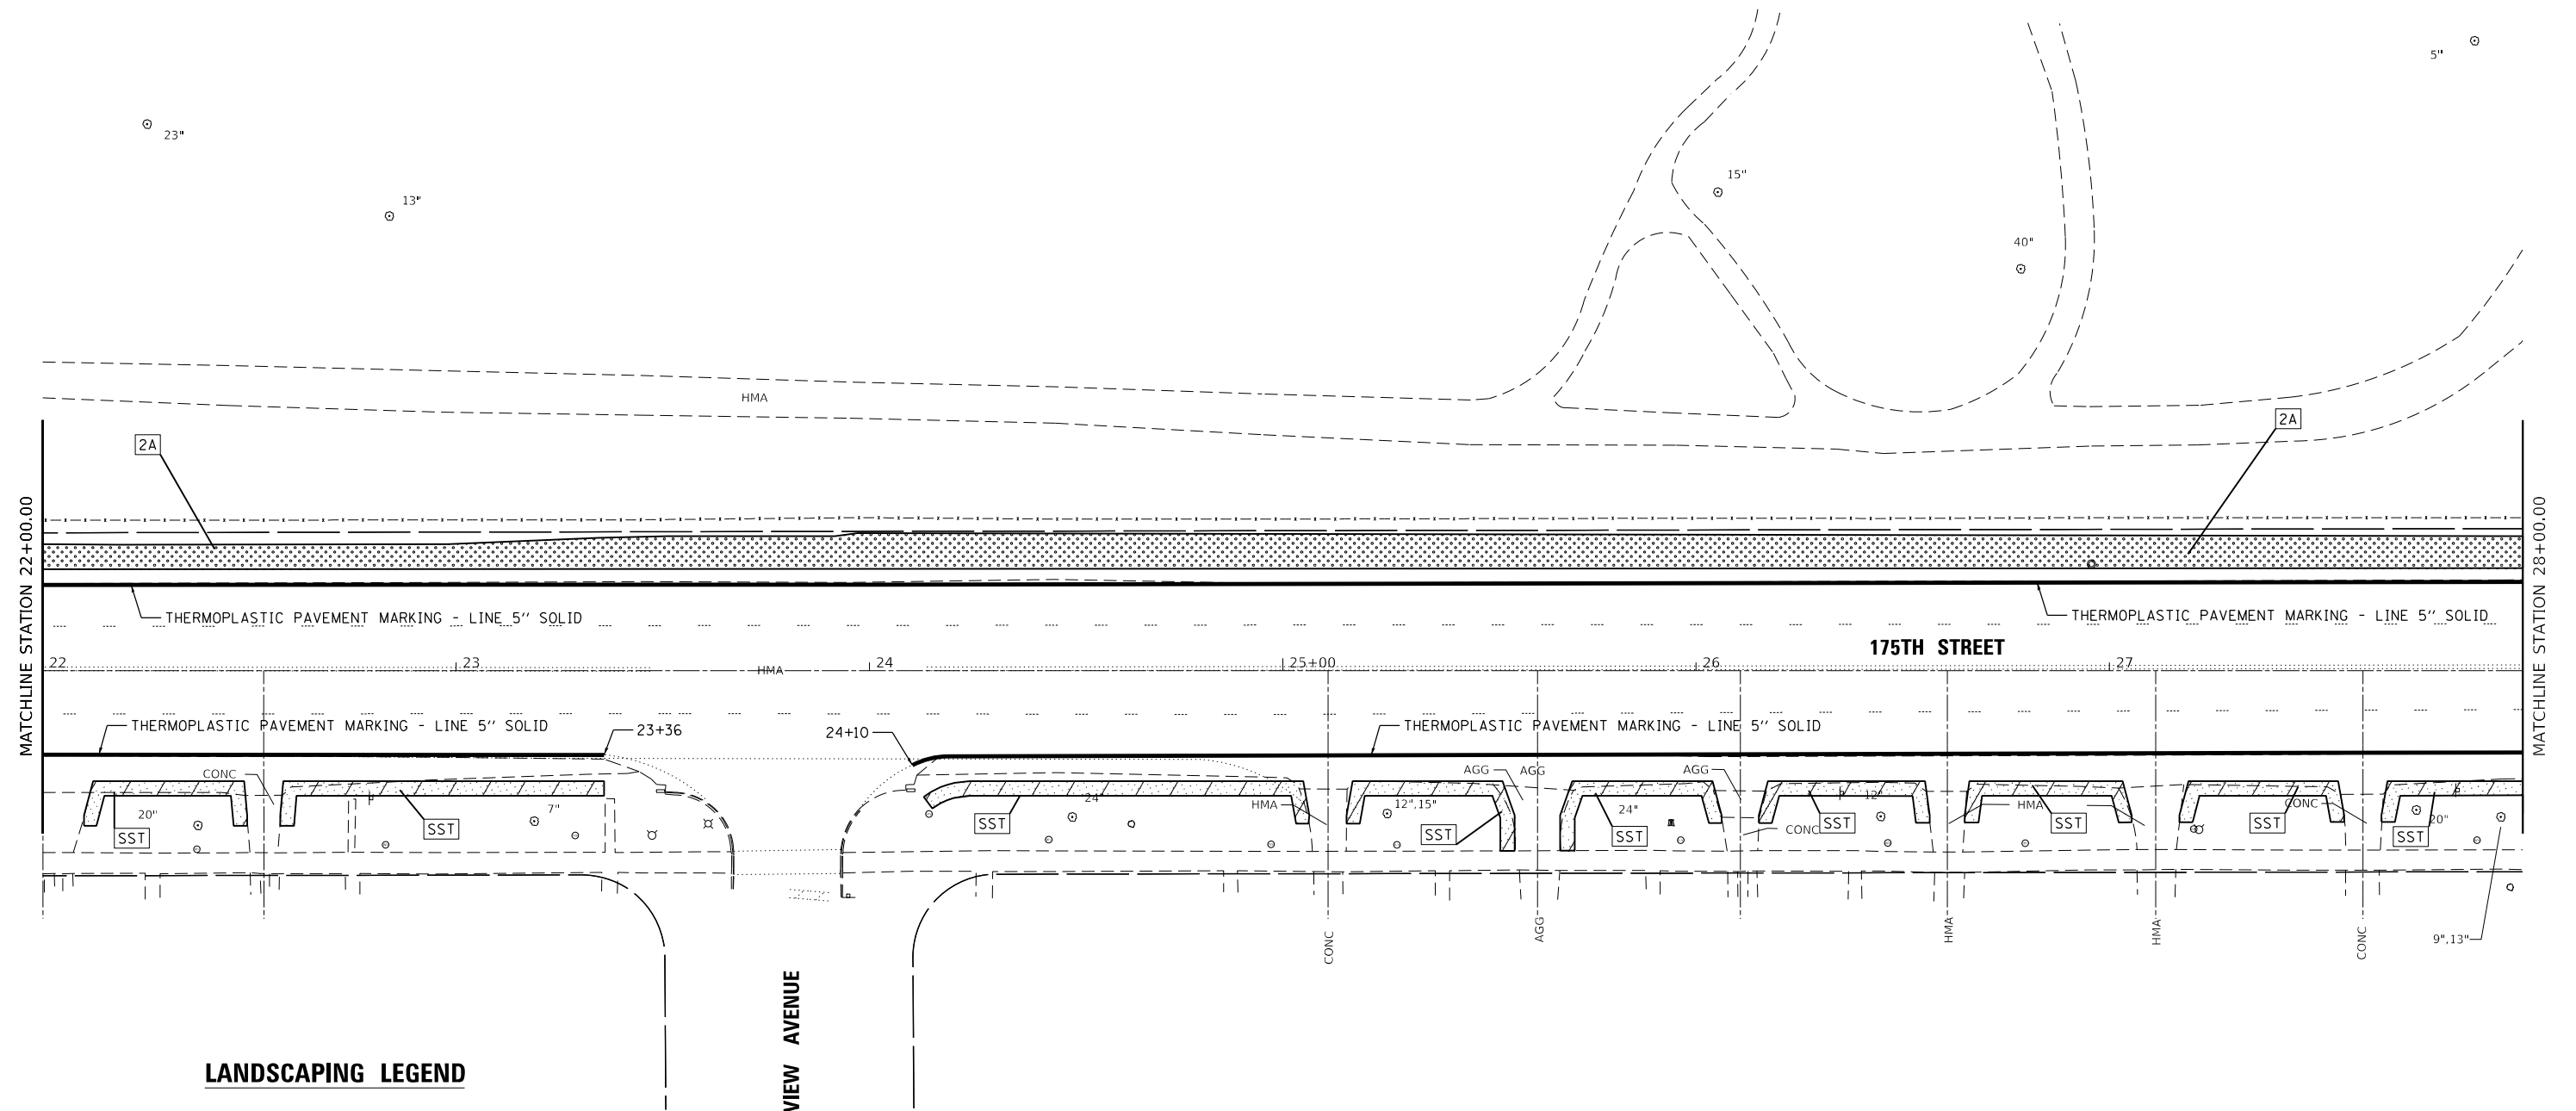 5"
23"
15"
13"
40"
HMA
2A
2A
MATCHLINE STATION 22+00.00
MATCHLINE STATION 28+00.00
THERMOPLASTIC PAVEMENT MARKING - LINE 5'' SOLID
THERMOPLASTIC PAVEMENT MARKING - LINE 5'' SOLID
175TH STREET
22
23
24
25+00
26
27
HMA
THERMOPLASTIC PAVEMENT MARKING - LINE 5'' SOLID
23+36
24+10
THERMOPLASTIC PAVEMENT MARKING - LINE 5'' SOLID
CONC
AGG
AGG
AGG
20"
7"
24"
HMA
12",15"
24"
12"
HMA
CONC
20"
SST
SST
SST
SST
SST
CONC
SST
SST
SST
SST
CONC
AGG
HMA
HMA
CONC
9",13"
VIEW AVENUE
LANDSCAPING LEGEND